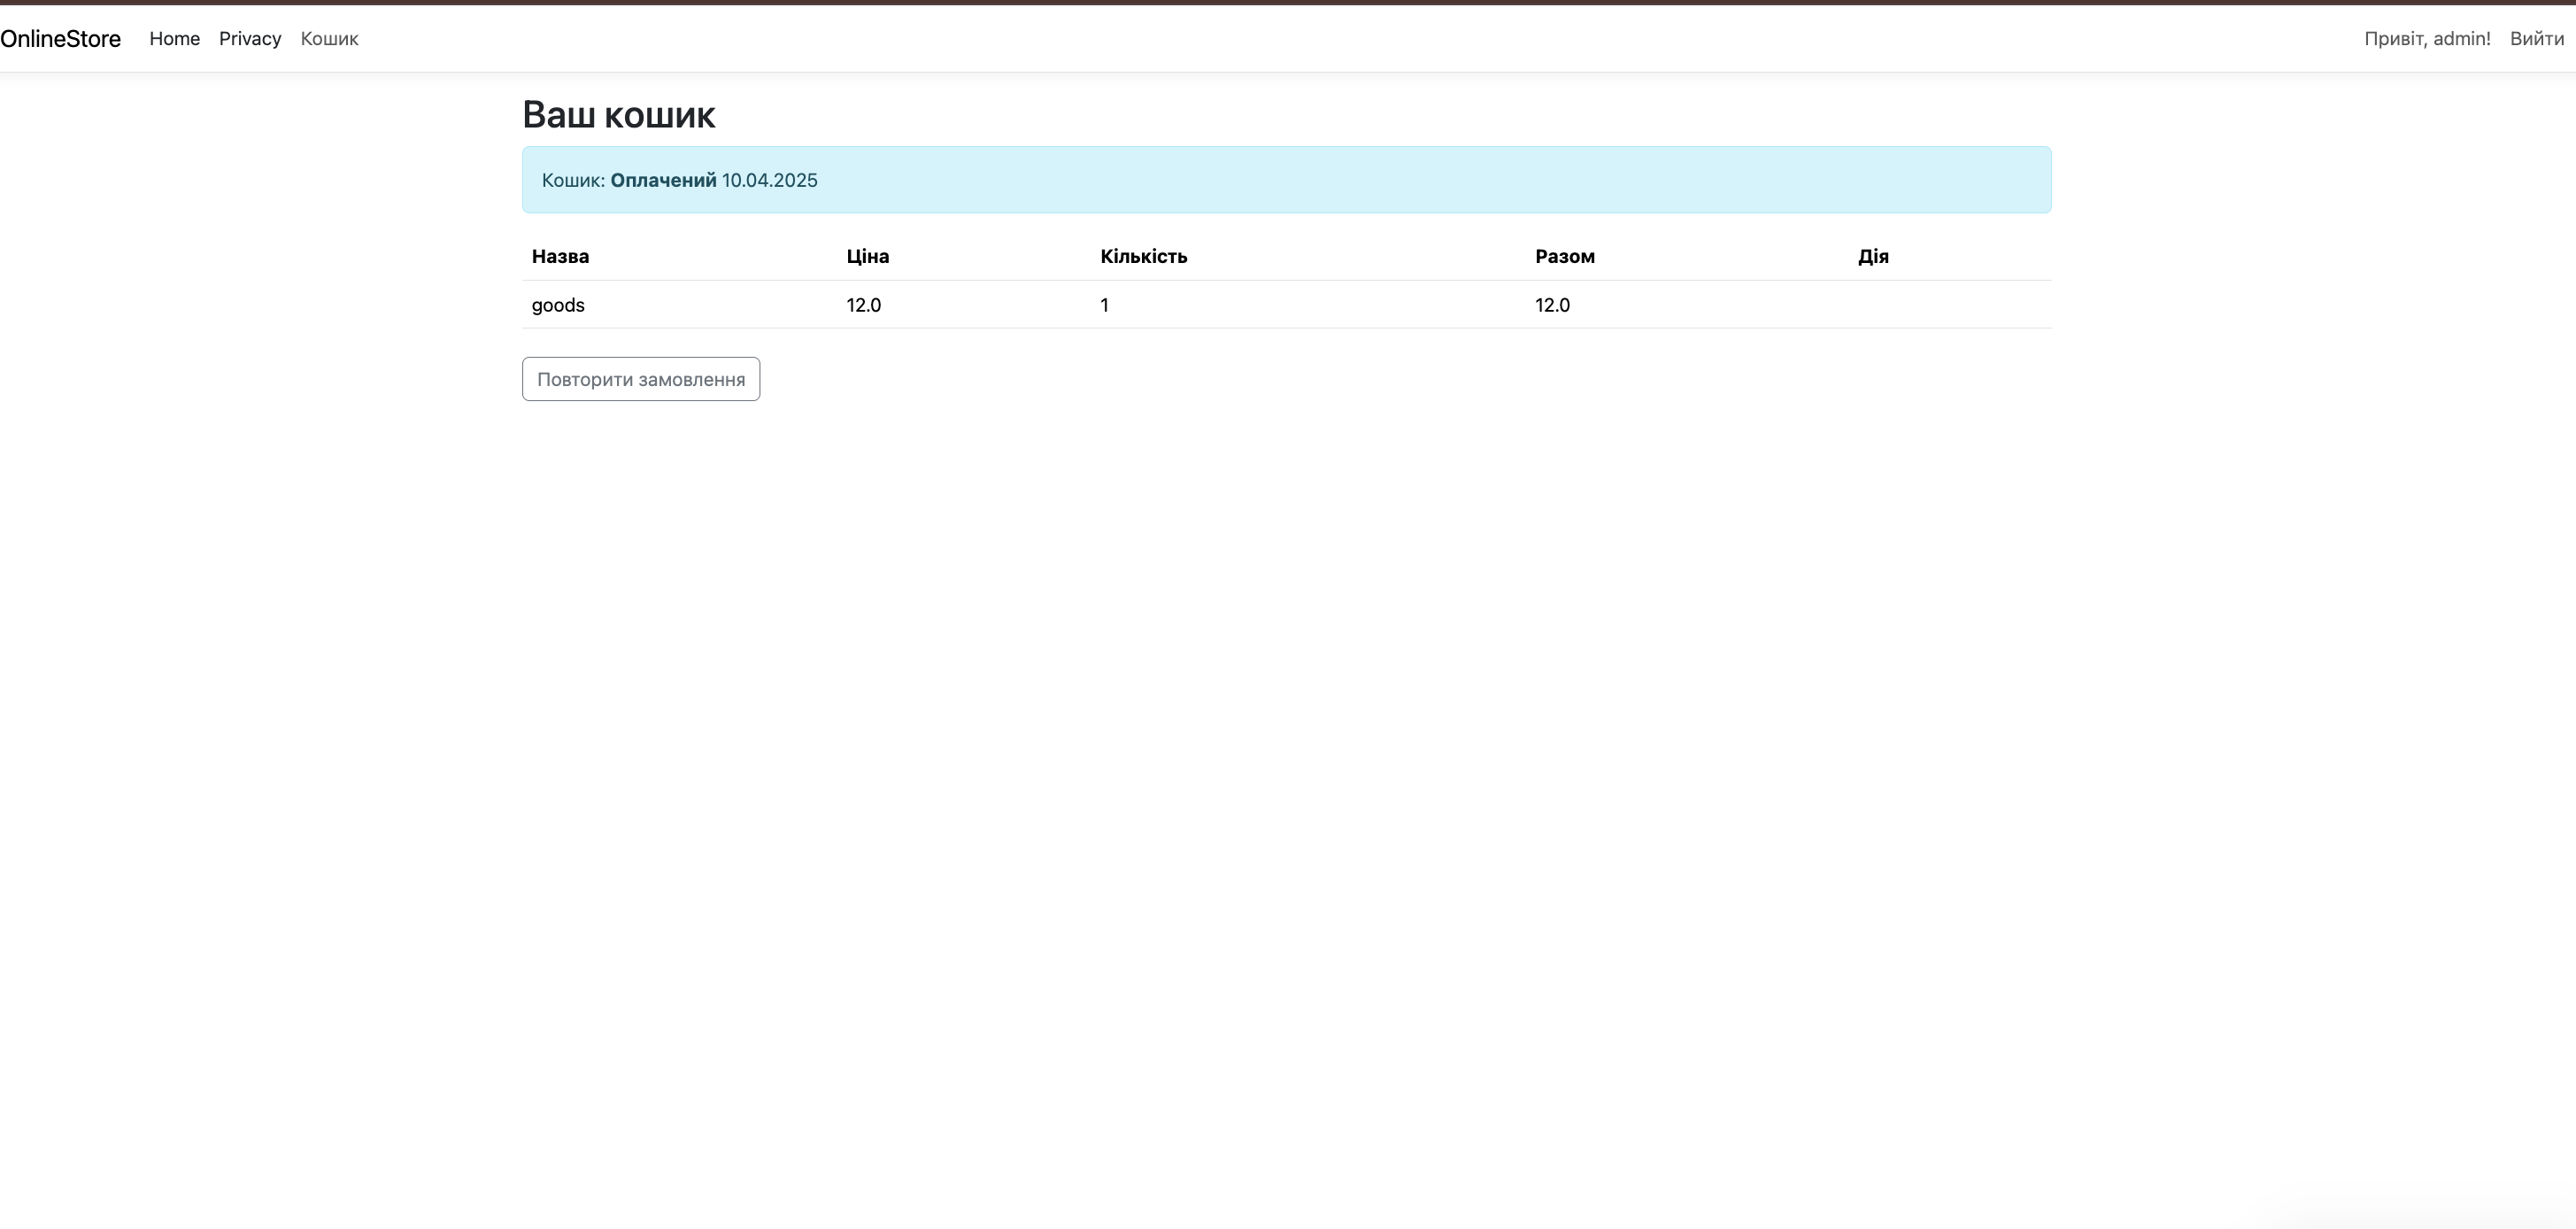 OnlineStore Home Privacy Кошик Привіт, admin! Вийти
Ваш кошик
Кошик: Оплачений 10.04.2025
Назва Ціна Кількість Разом Дія
goods 12.0 1 12.0
Повторити замовлення